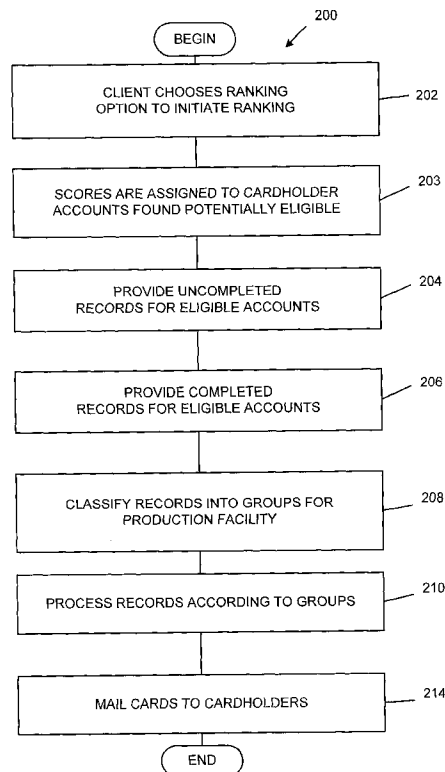 200
BEGIN
CLIENT CHOOSES RANKING
OPTION TO INITIATE RANKING
202
SCORES ARE ASSIGNED TO CARDHOLDER
ACCOUNTS FOUND POTENTIALLY ELIGIBLE
203
PROVIDE UNCOMPLETED
RECORDS FOR ELIGIBLE ACCOUNTS
204
PROVIDE COMPLETED
RECORDS FOR ELIGIBLE ACCOUNTS
206
CLASSIFY RECORDS INTO GROUPS FOR
PRODUCTION FACILITY
208
PROCESS RECORDS ACCORDING TO GROUPS
210
MAIL CARDS TO CARDHOLDERS
214
END